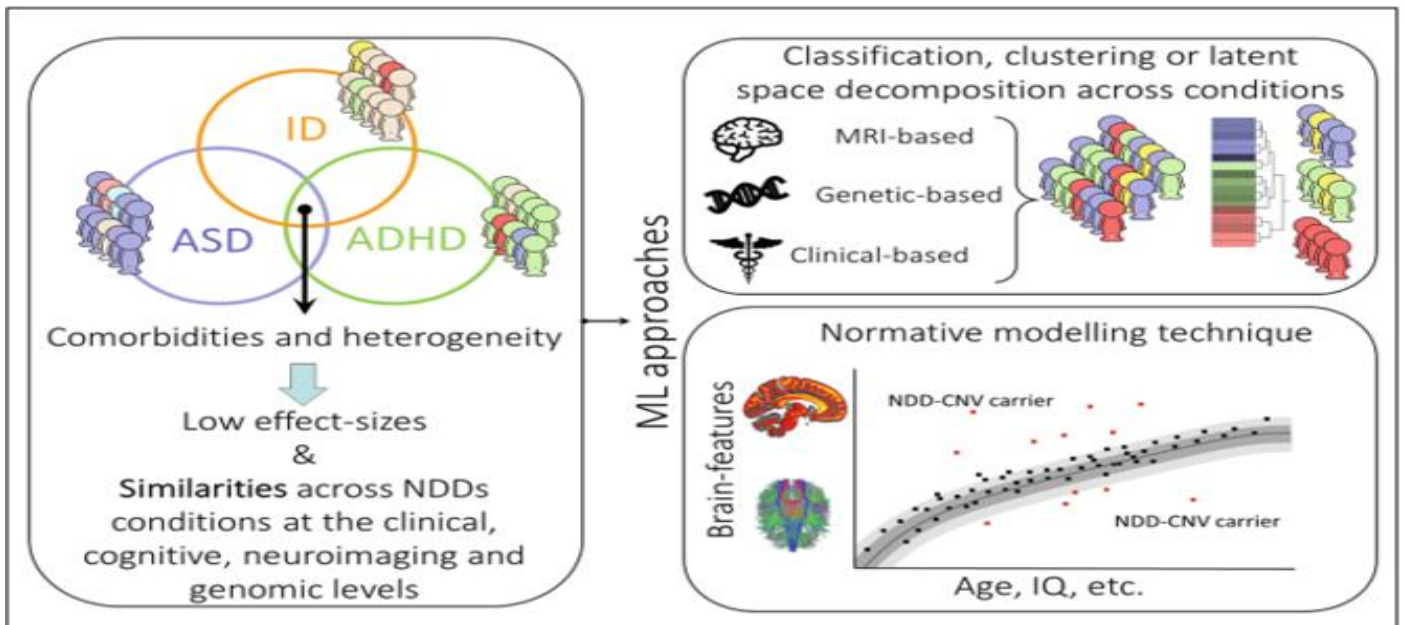 ID
ASD
ADHD
Comorbidities and heterogeneity
Low effect-sizes
&
Similarities across NDDs
conditions at the clinical,
cognitive, neuroimaging and
genomic levels
ML approaches
Classification, clustering or latent
space decomposition across conditions
MRI-based
Genetic-based
Clinical-based
Normative modelling technique
Brain-features
NDD-CNV carrier
NDD-CNV carrier
Age, IQ, etc.